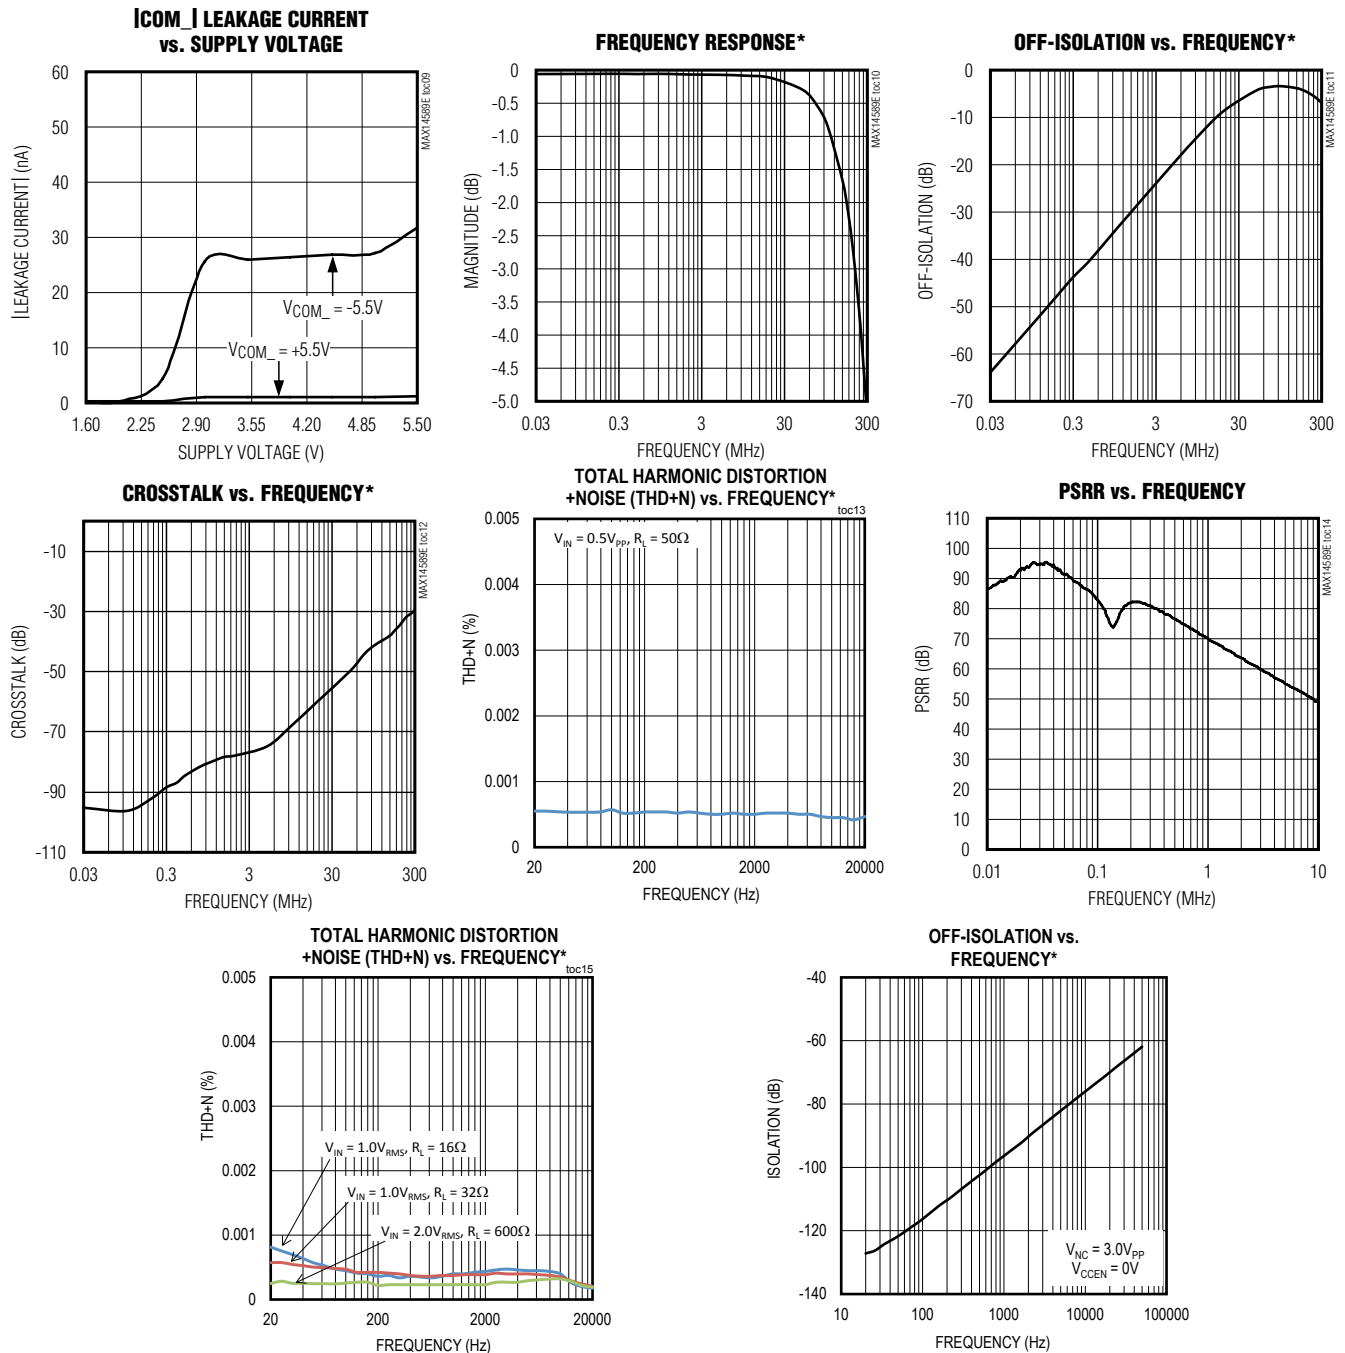 |COM_| LEAKAGE CURRENT
vs. SUPPLY VOLTAGE
60
50
40
30
20
10
0
|LEAKAGE CURRENT| (nA)
VCOM_ = -5.5V
VCOM_ = +5.5V
1.60 2.25 2.90 3.55 4.20 4.85 5.50
SUPPLY VOLTAGE (V)
MAX14589E toc09
FREQUENCY RESPONSE*
0
-0.5
-1.0
-1.5
-2.0
-2.5
-3.0
-3.5
-4.0
-4.5
-5.0
MAGNITUDE (dB)
0.03 0.3 3 30 300
FREQUENCY (MHz)
MAX14589E toc10
OFF-ISOLATION vs. FREQUENCY*
0
-10
-20
-30
-40
-50
-60
-70
OFF-ISOLATION (dB)
0.03 0.3 3 30 300
FREQUENCY (MHz)
MAX14589E toc11
CROSSTALK vs. FREQUENCY*
-10
-30
-50
-70
-90
-110
CROSSTALK (dB)
0.03 0.3 3 30 300
FREQUENCY (MHz)
MAX14589E toc12
TOTAL HARMONIC DISTORTION
+NOISE (THD+N) vs. FREQUENCY*
toc13
0.005
0.004
0.003
0.002
0.001
0
THD+N (%)
VIN = 0.5VPP, RL = 50Ω
20 200 2000 20000
FREQUENCY (Hz)
PSRR vs. FREQUENCY
110
100
90
80
70
60
50
40
30
20
10
0
PSRR (dB)
0.01 0.1 1 10
FREQUENCY (MHz)
MAX14589E toc14
TOTAL HARMONIC DISTORTION
+NOISE (THD+N) vs. FREQUENCY*
toc15
0.005
0.004
0.003
0.002
0.001
0
THD+N (%)
VIN = 1.0VRMS, RL = 16Ω
VIN = 1.0VRMS, RL = 32Ω
VIN = 2.0VRMS, RL = 600Ω
20 200 2000 20000
FREQUENCY (Hz)
OFF-ISOLATION vs.
FREQUENCY*
-40
-60
-80
-100
-120
-140
ISOLATION (dB)
VNC = 3.0VPP
VCCEN = 0V
10 100 1000 10000 100000
FREQUENCY (Hz)